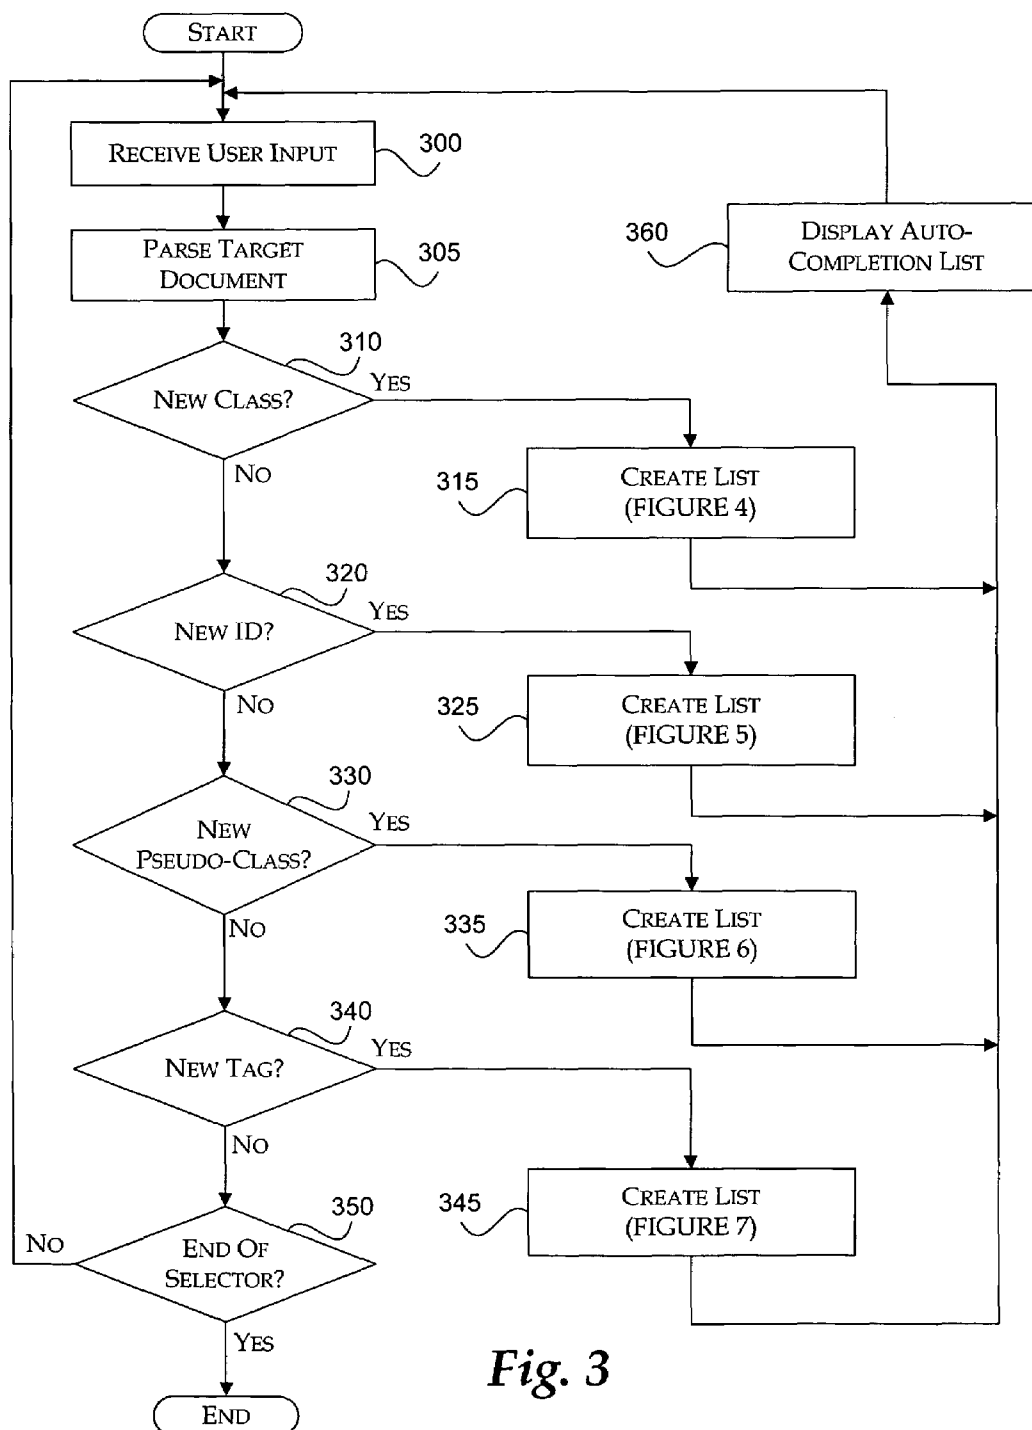 START
RECEIVE USER INPUT
300
PARSE TARGET
DOCUMENT
305
360
DISPLAY AUTO-
COMPLETION LIST
310
NEW CLASS?
YES
NO
315
CREATE LIST
(FIGURE 4)
320
NEW ID?
YES
NO
325
CREATE LIST
(FIGURE 5)
330
NEW
PSEUDO-CLASS?
YES
NO
335
CREATE LIST
(FIGURE 6)
340
NEW TAG?
YES
NO
345
CREATE LIST
(FIGURE 7)
350
END OF
SELECTOR?
NO
YES
END
Fig. 3